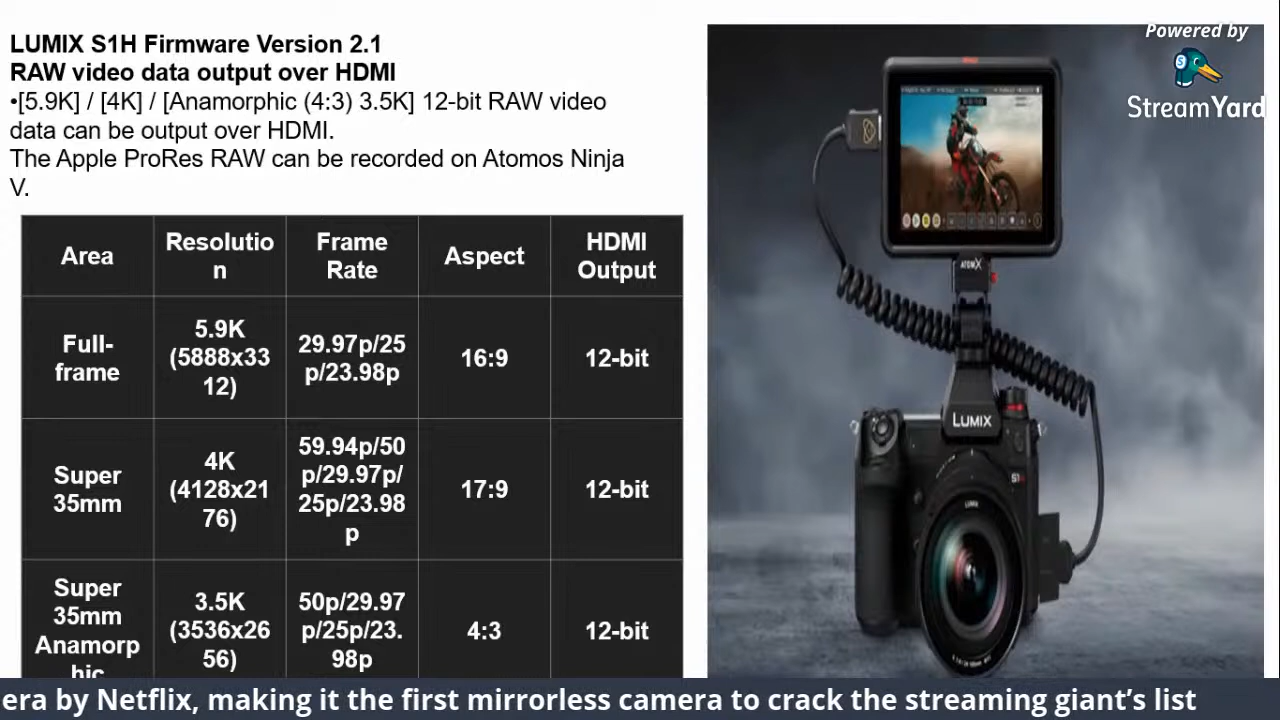 LUMIX S1H Firmware Version 2.1
RAW video data output over HDMI
•[5.9K] / [4K] / [Anamorphic (4:3) 3.5K] 12-bit RAW video
data can be output over HDMI.
The Apple ProRes RAW can be recorded on Atomos Ninja
V.
Area
Resolutio
n
Frame
Rate
Aspect
HDMI
Output
Full-
frame
5.9K
(5888x33
12)
29.97p/25
p/23.98p
16:9
12-bit
Super
35mm
4K
(4128x21
76)
59.94p/50
p/29.97p/
25p/23.98
p
17:9
12-bit
Super
35mm
Anamorp
hic
3.5K
(3536x26
56)
50p/29.97
p/25p/23.
98p
4:3
12-bit
Powered by
StreamYard
ATOMX
LUMIX
LUMIX
era by Netflix, making it the first mirrorless camera to crack the streaming giant’s list